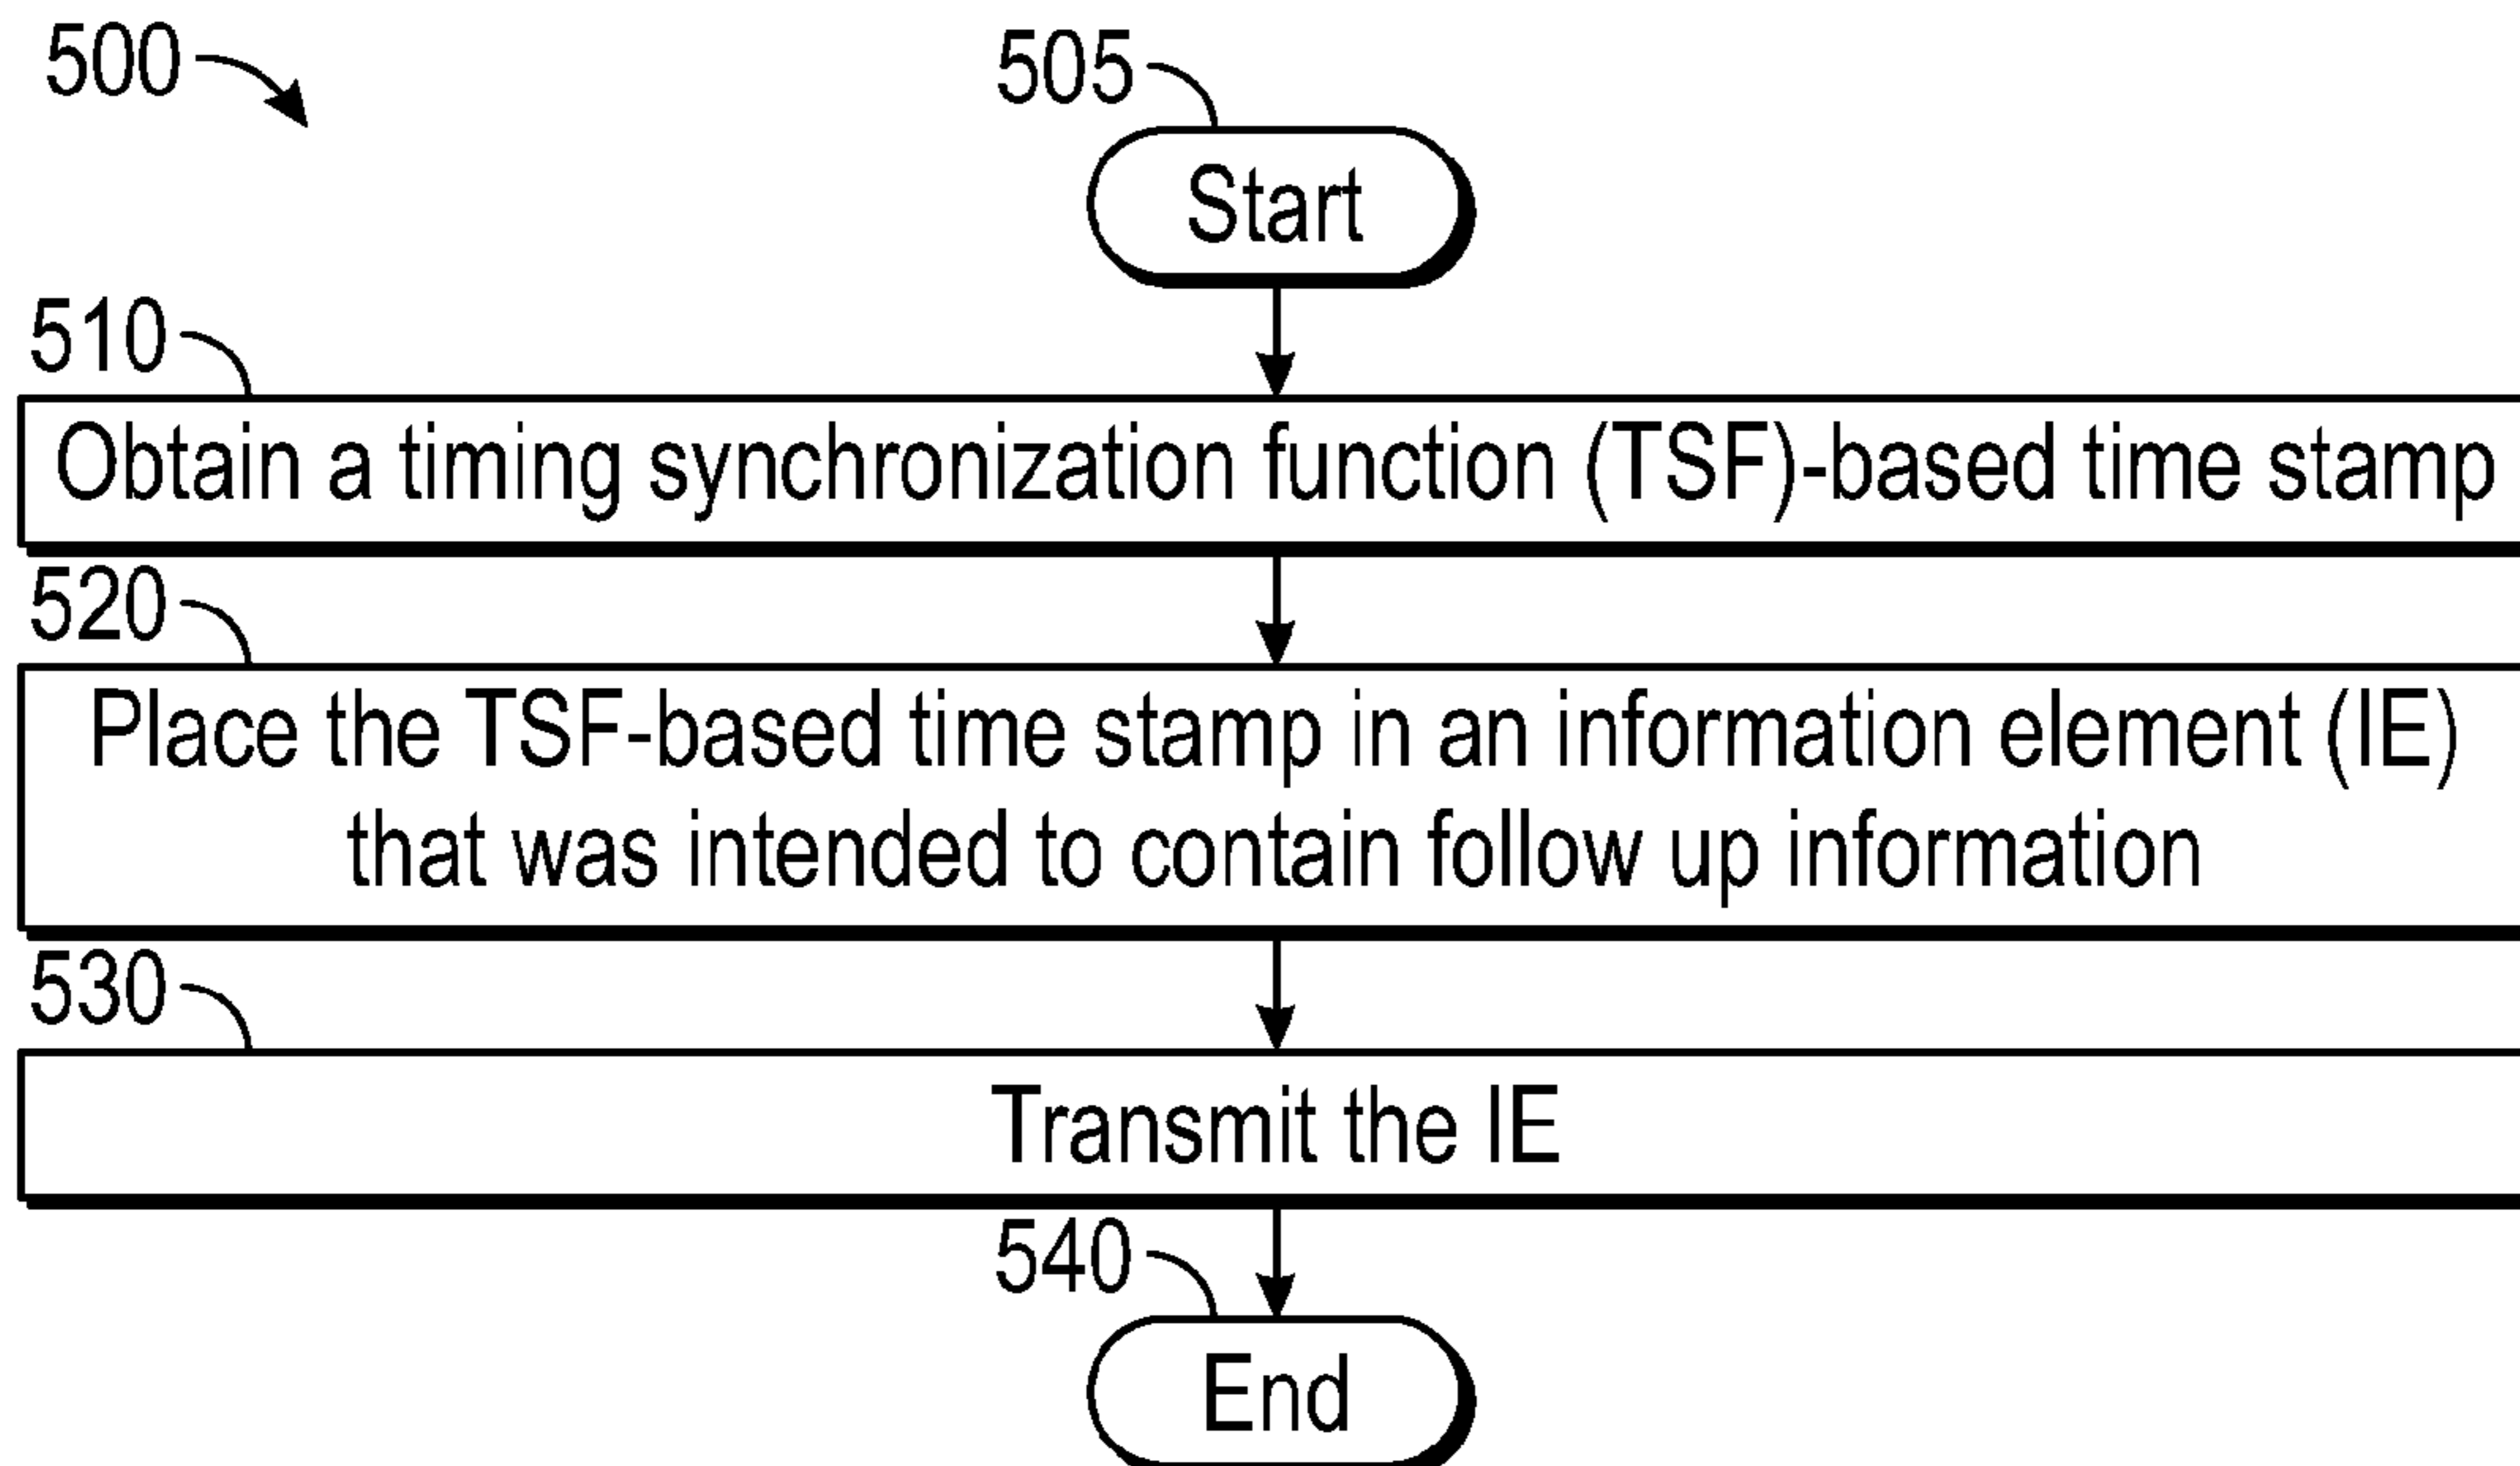 500
505
Start
510
Obtain a timing synchronization function (TSF)-based time stamp
520
Place the TSF-based time stamp in an information element (IE)
that was intended to contain follow up information
530
Transmit the IE
540
End